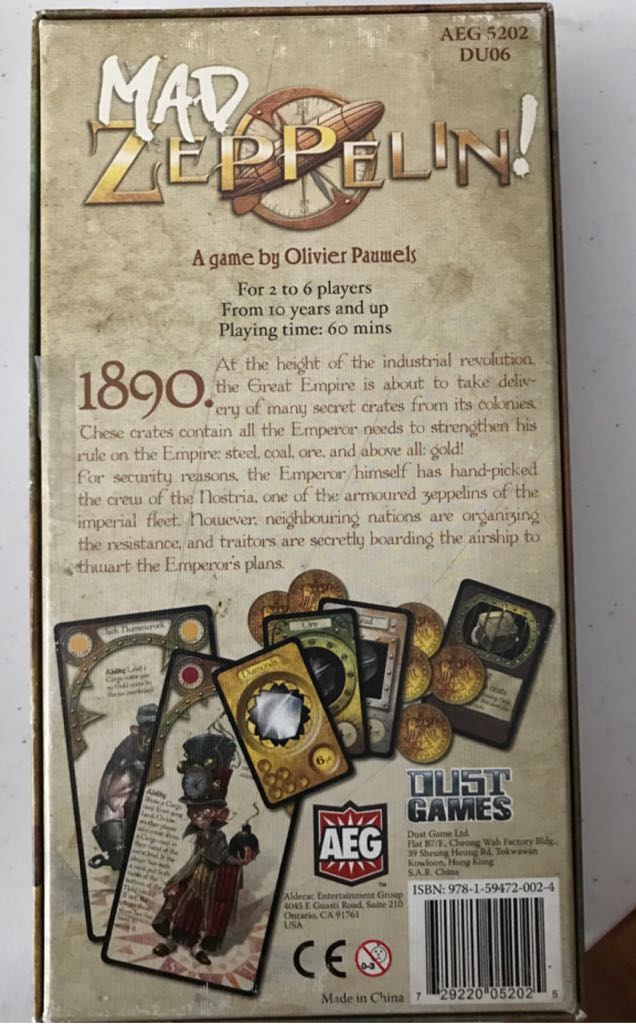 AEG 5202
DU06
MAD
ZEPPELIN!
A game by Olivier Pauwels
For 2 to 6 players
From 10 years and up
Playing time: 60 mins
1890.
At the height of the industrial revolution,
the Great Empire is about to take deliv-
ery of many secret crates from its colonies.
These crates contain all the Emperor needs to strengthen his
rule on the Empire: steel, coal, ore, and above all: gold!
For security reasons, the Emperor himself has hand-picked
the crew of the Nostria, one of the armoured zeppelins of the
imperial fleet. However, neighbouring nations are organizing
the resistance, and traitors are secretly boarding the airship to
thwart the Emperor's plans.
Ore
Diamonds
6
Ability
DUST
GAMES
Dust Game Ltd.
Flat B7/F., Cheong Wah Factory Bldg.,
39 Sheung Heung Rd, Tokwawan
Kowloon, Hong Kong
S.A.R. China
AEG
TM
Alderac Entertainment Group
4045 E Guasti Road, Suite 210
Ontario, CA 91761
USA
CE
0-3
Made in China
ISBN: 978-1-59472-002-4
7 29220 05202 5